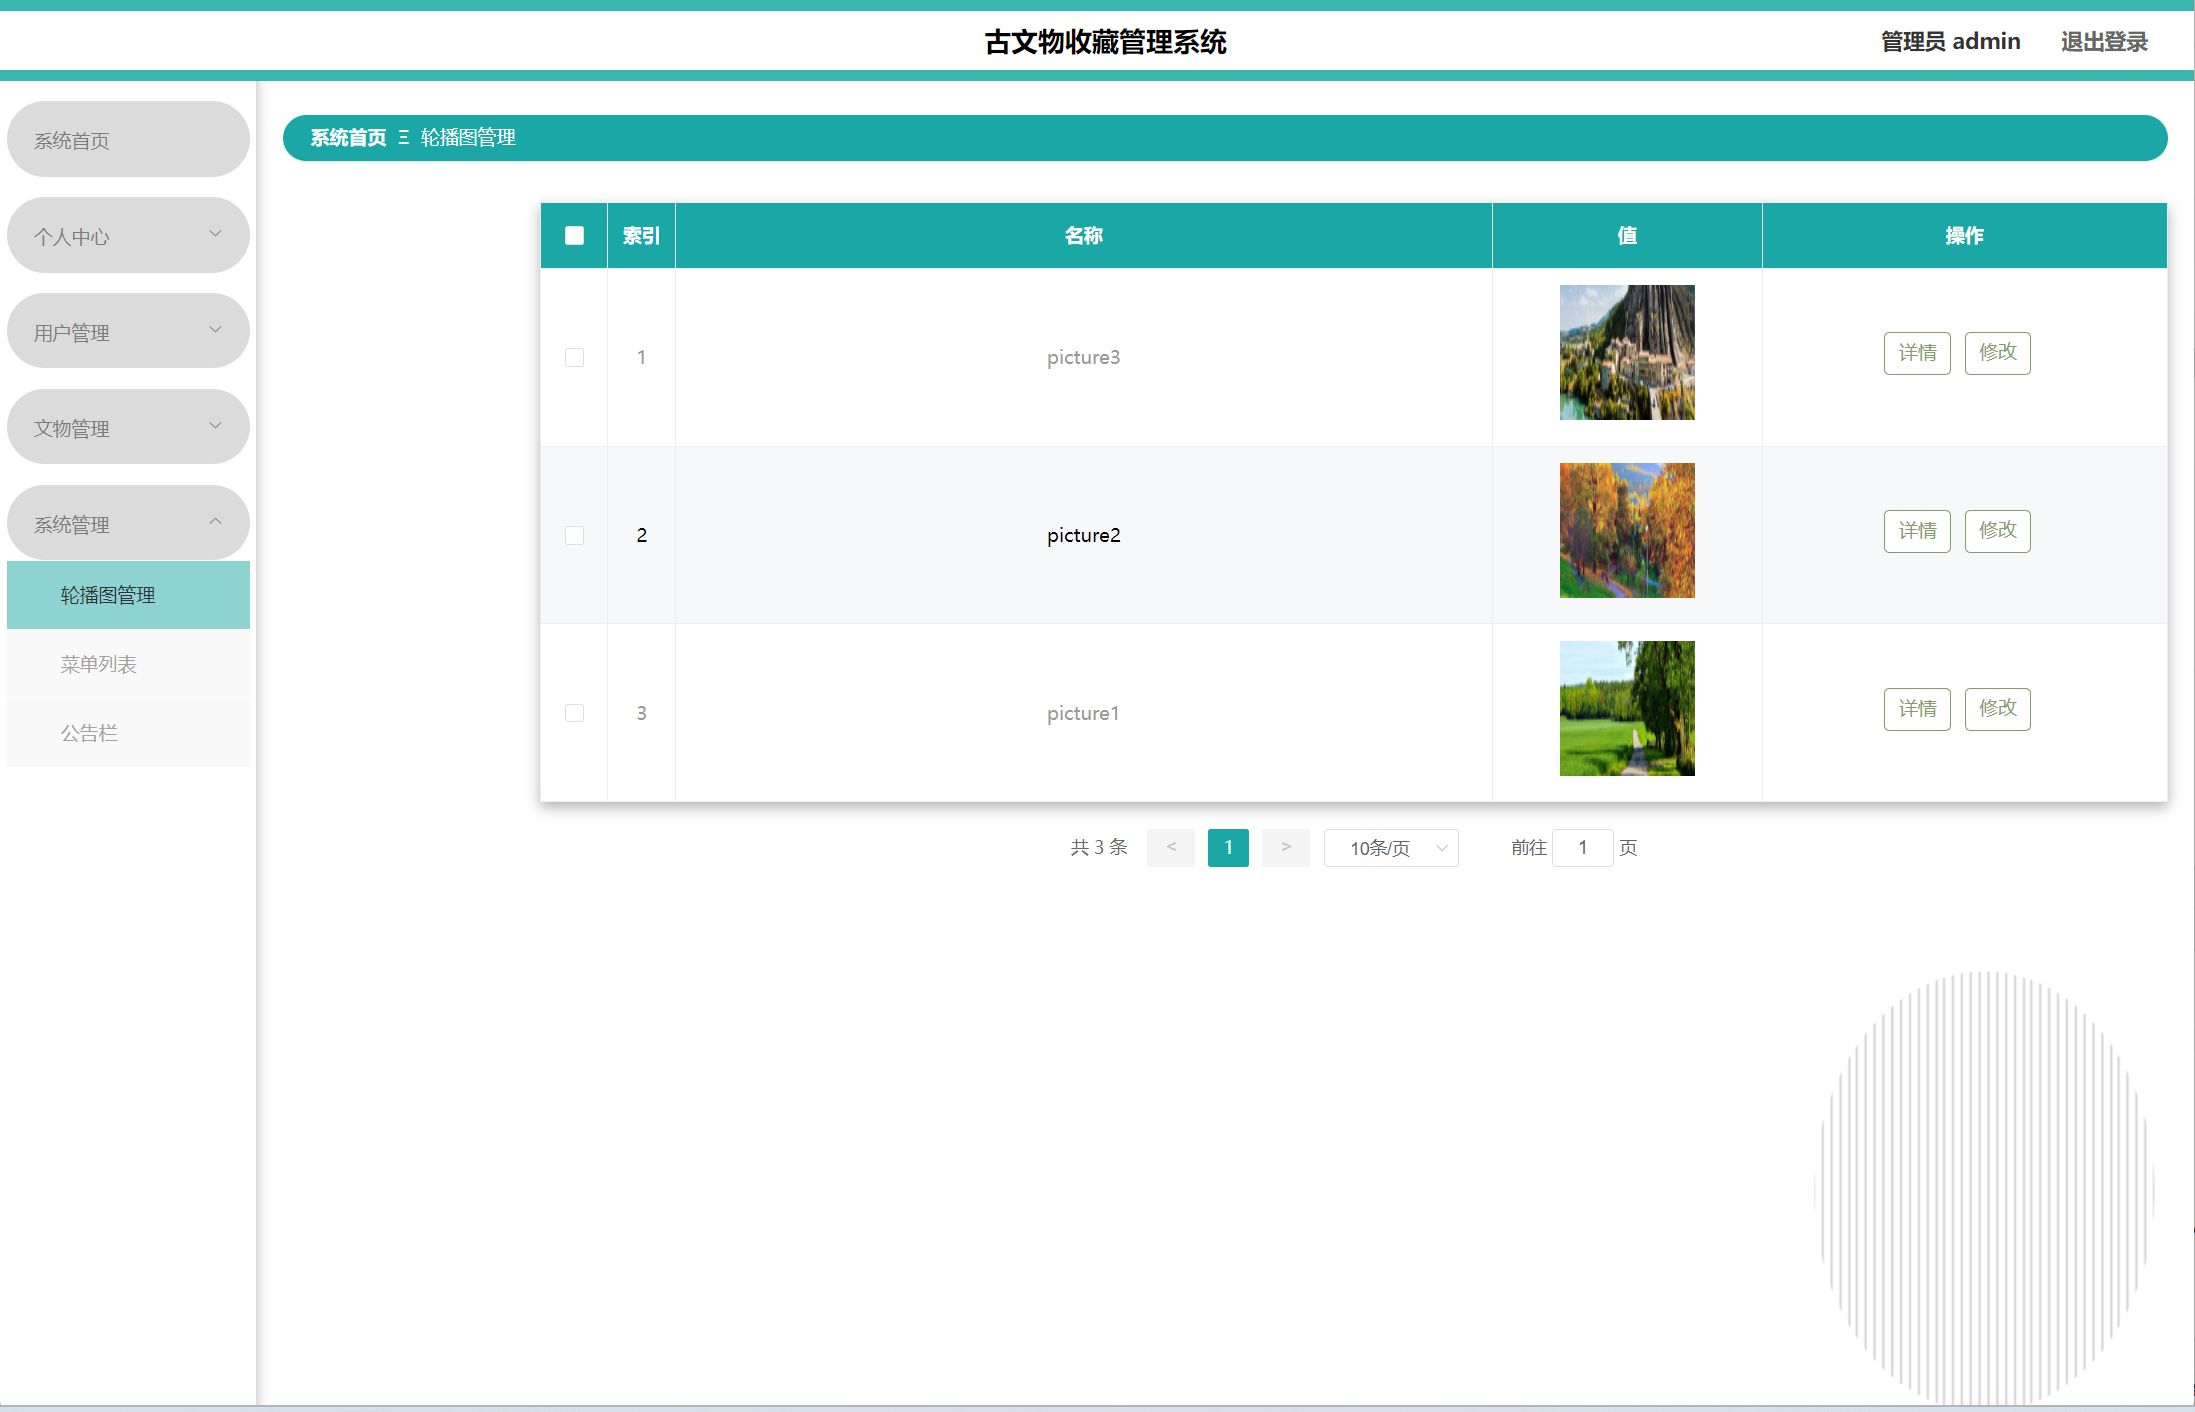 古文物收藏管理系统
管理员 admin 退出登录
系统首页 Ξ 轮播图管理
系统首页
个人中心
用户管理
文物管理
系统管理
轮播图管理
菜单列表
公告栏
索引 名称 值 操作
1 picture3 详情 修改
2 picture2 详情 修改
3 picture1 详情 修改
共 3 条 < 1 > 10条/页 前往 1 页